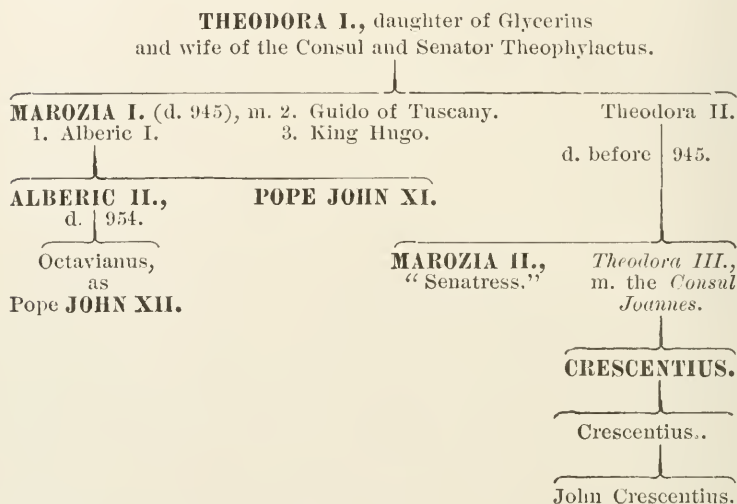 THEODORA I., daughter of Glycerius
and wife of the Consul and Senator Theophylactus.
MAROZIA I. (d. 945), m. 2. Guido of Tuscany.
1. Alberic I. 3. King Hugo.
Theodora II.
d. before 945.
ALBERIC II., POPE JOHN XI.
d. 954.
Octavianus,
as
Pope JOHN XII.
MAROZIA II.,
“Senatress.”
Theodora III.,
m. the Consul
Joannes.
CRESCENTIUS.
Crescentius..
John Crescentius.